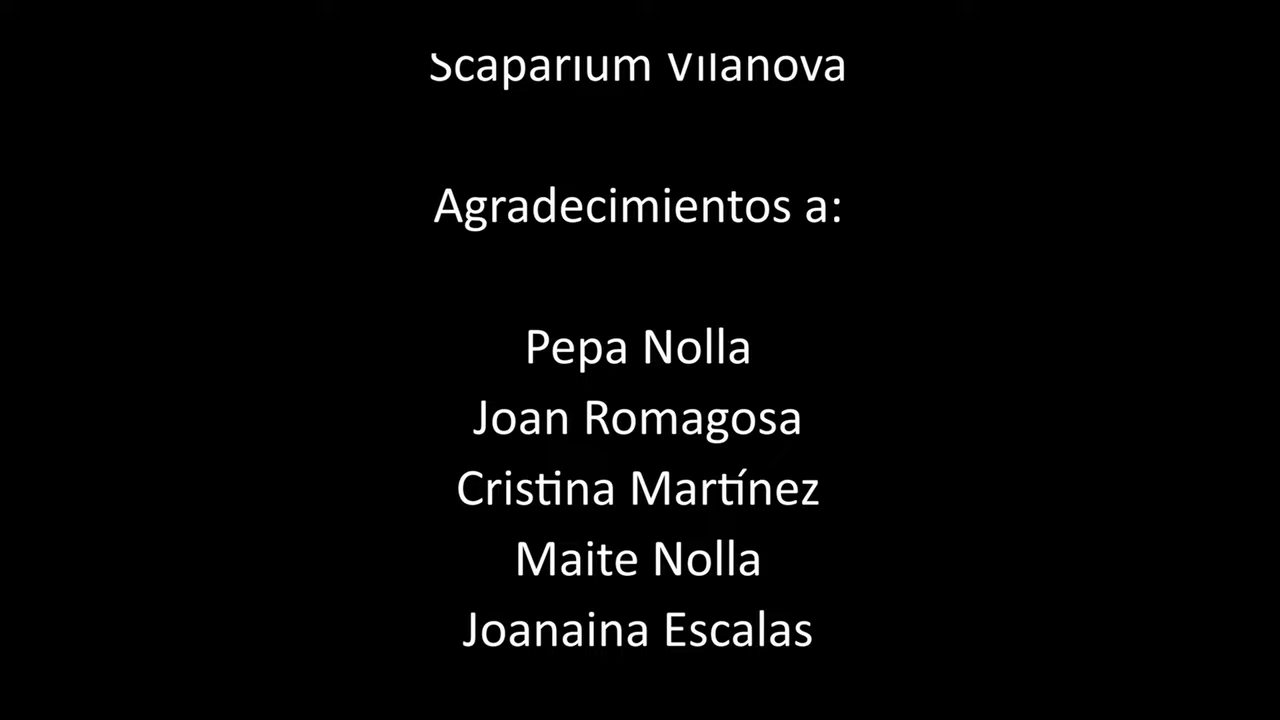 Scaparium Vilanova
Agradecimientos a:
Pepa Nolla
Joan Romagosa
Cristina Martínez
Maite Nolla
Joanaina Escalas